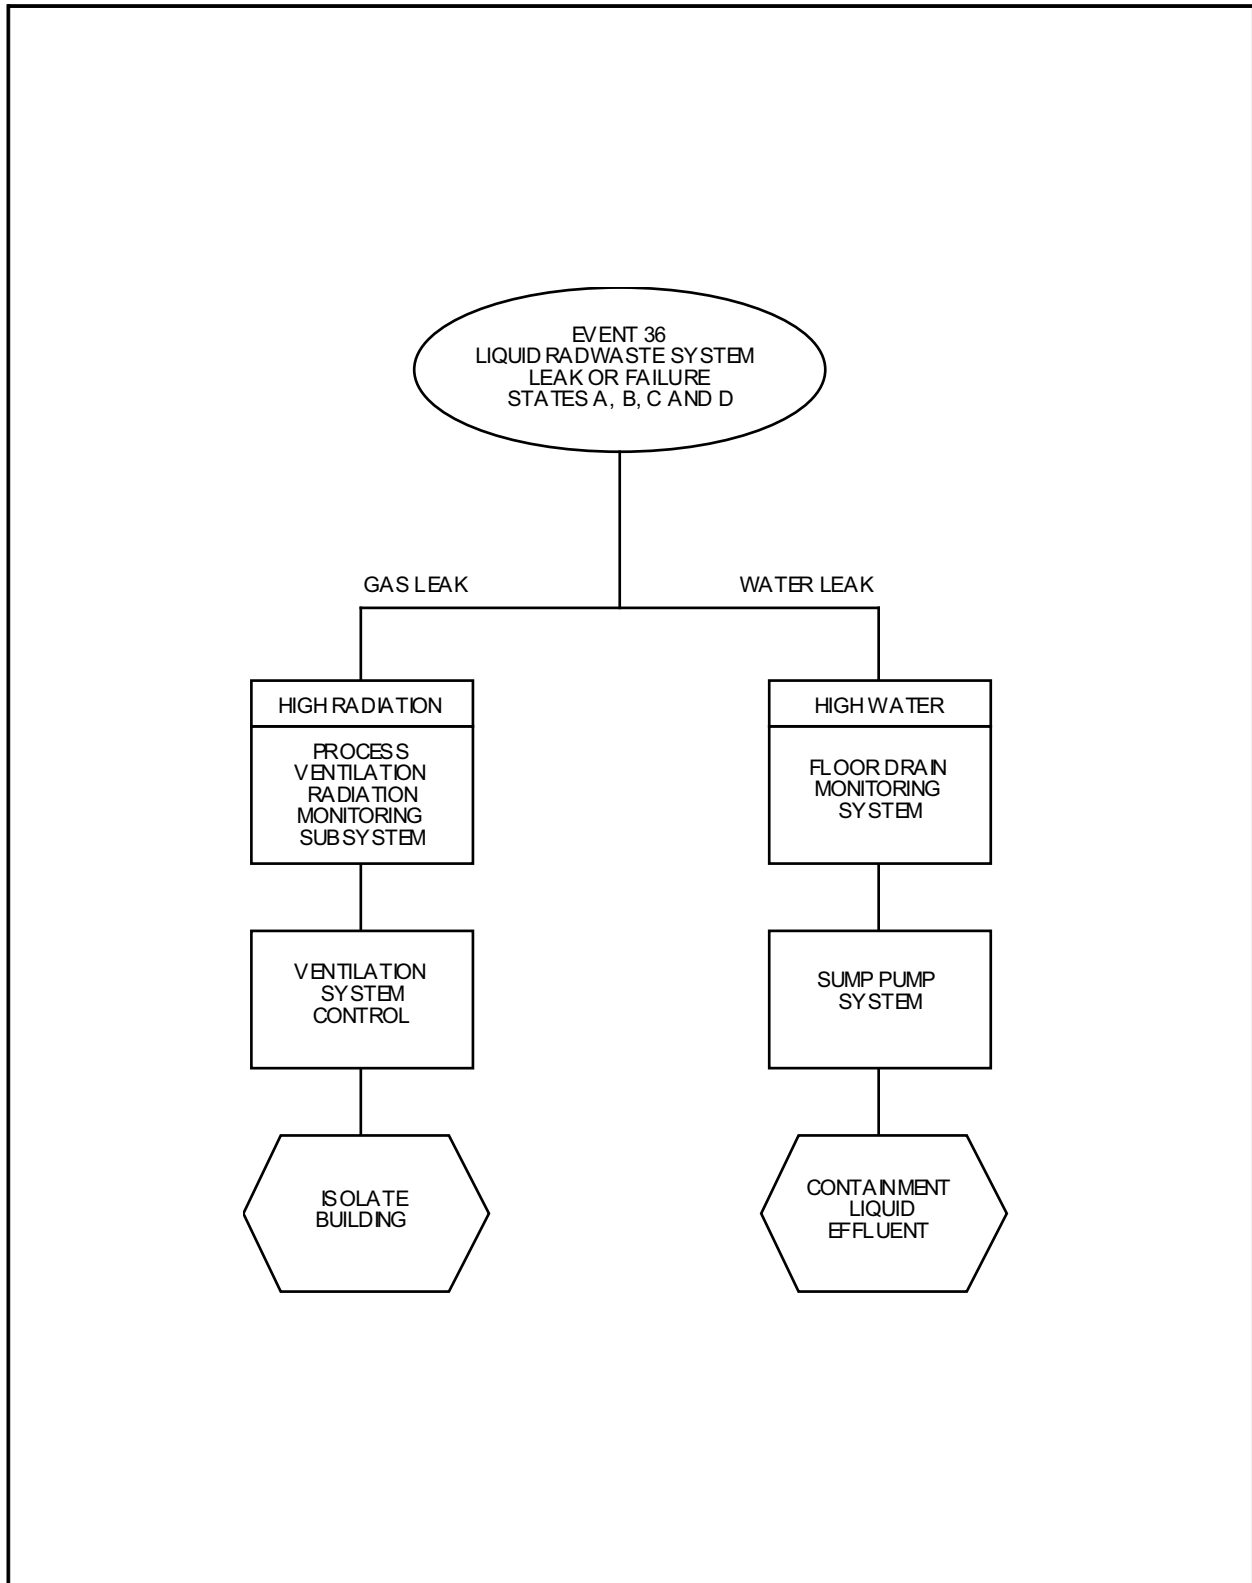 EVENT 36
LIQUID RADWASTE SYSTEM
LEAK OR FAILURE
STATES A, B, C AND D
GAS LEAK
WATER LEAK
HIGH RADIATION
PROCESS
VENTILATION
RADIATION
MONITORING
SUBSYSTEM
HIGH WATER
FLOOR DRAIN
MONITORING
SYSTEM
VENTILATION
SYSTEM
CONTROL
SUMP PUMP
SYSTEM
ISOLATE
BUILDING
CONTAINMENT
LIQUID
EFFLUENT